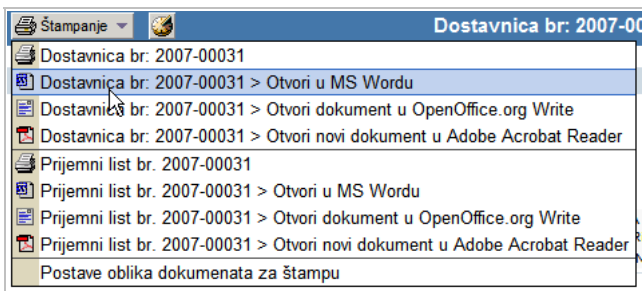 Štampanje
Dostavnica br: 2007-00
Dostavnica br: 2007-00031
Dostavnica br: 2007-00031 > Otvori u MS Wordu
Dostavnica br: 2007-00031 > Otvori dokument u OpenOffice.org Write
Dostavnica br: 2007-00031 > Otvori novi dokument u Adobe Acrobat Reader
Prijemni list br. 2007-00031
Prijemni list br. 2007-00031 > Otvori u MS Wordu
Prijemni list br. 2007-00031 > Otvori dokument u OpenOffice.org Write
Prijemni list br. 2007-00031 > Otvori novi dokument u Adobe Acrobat Reader
Postave oblika dokumenata za štampu